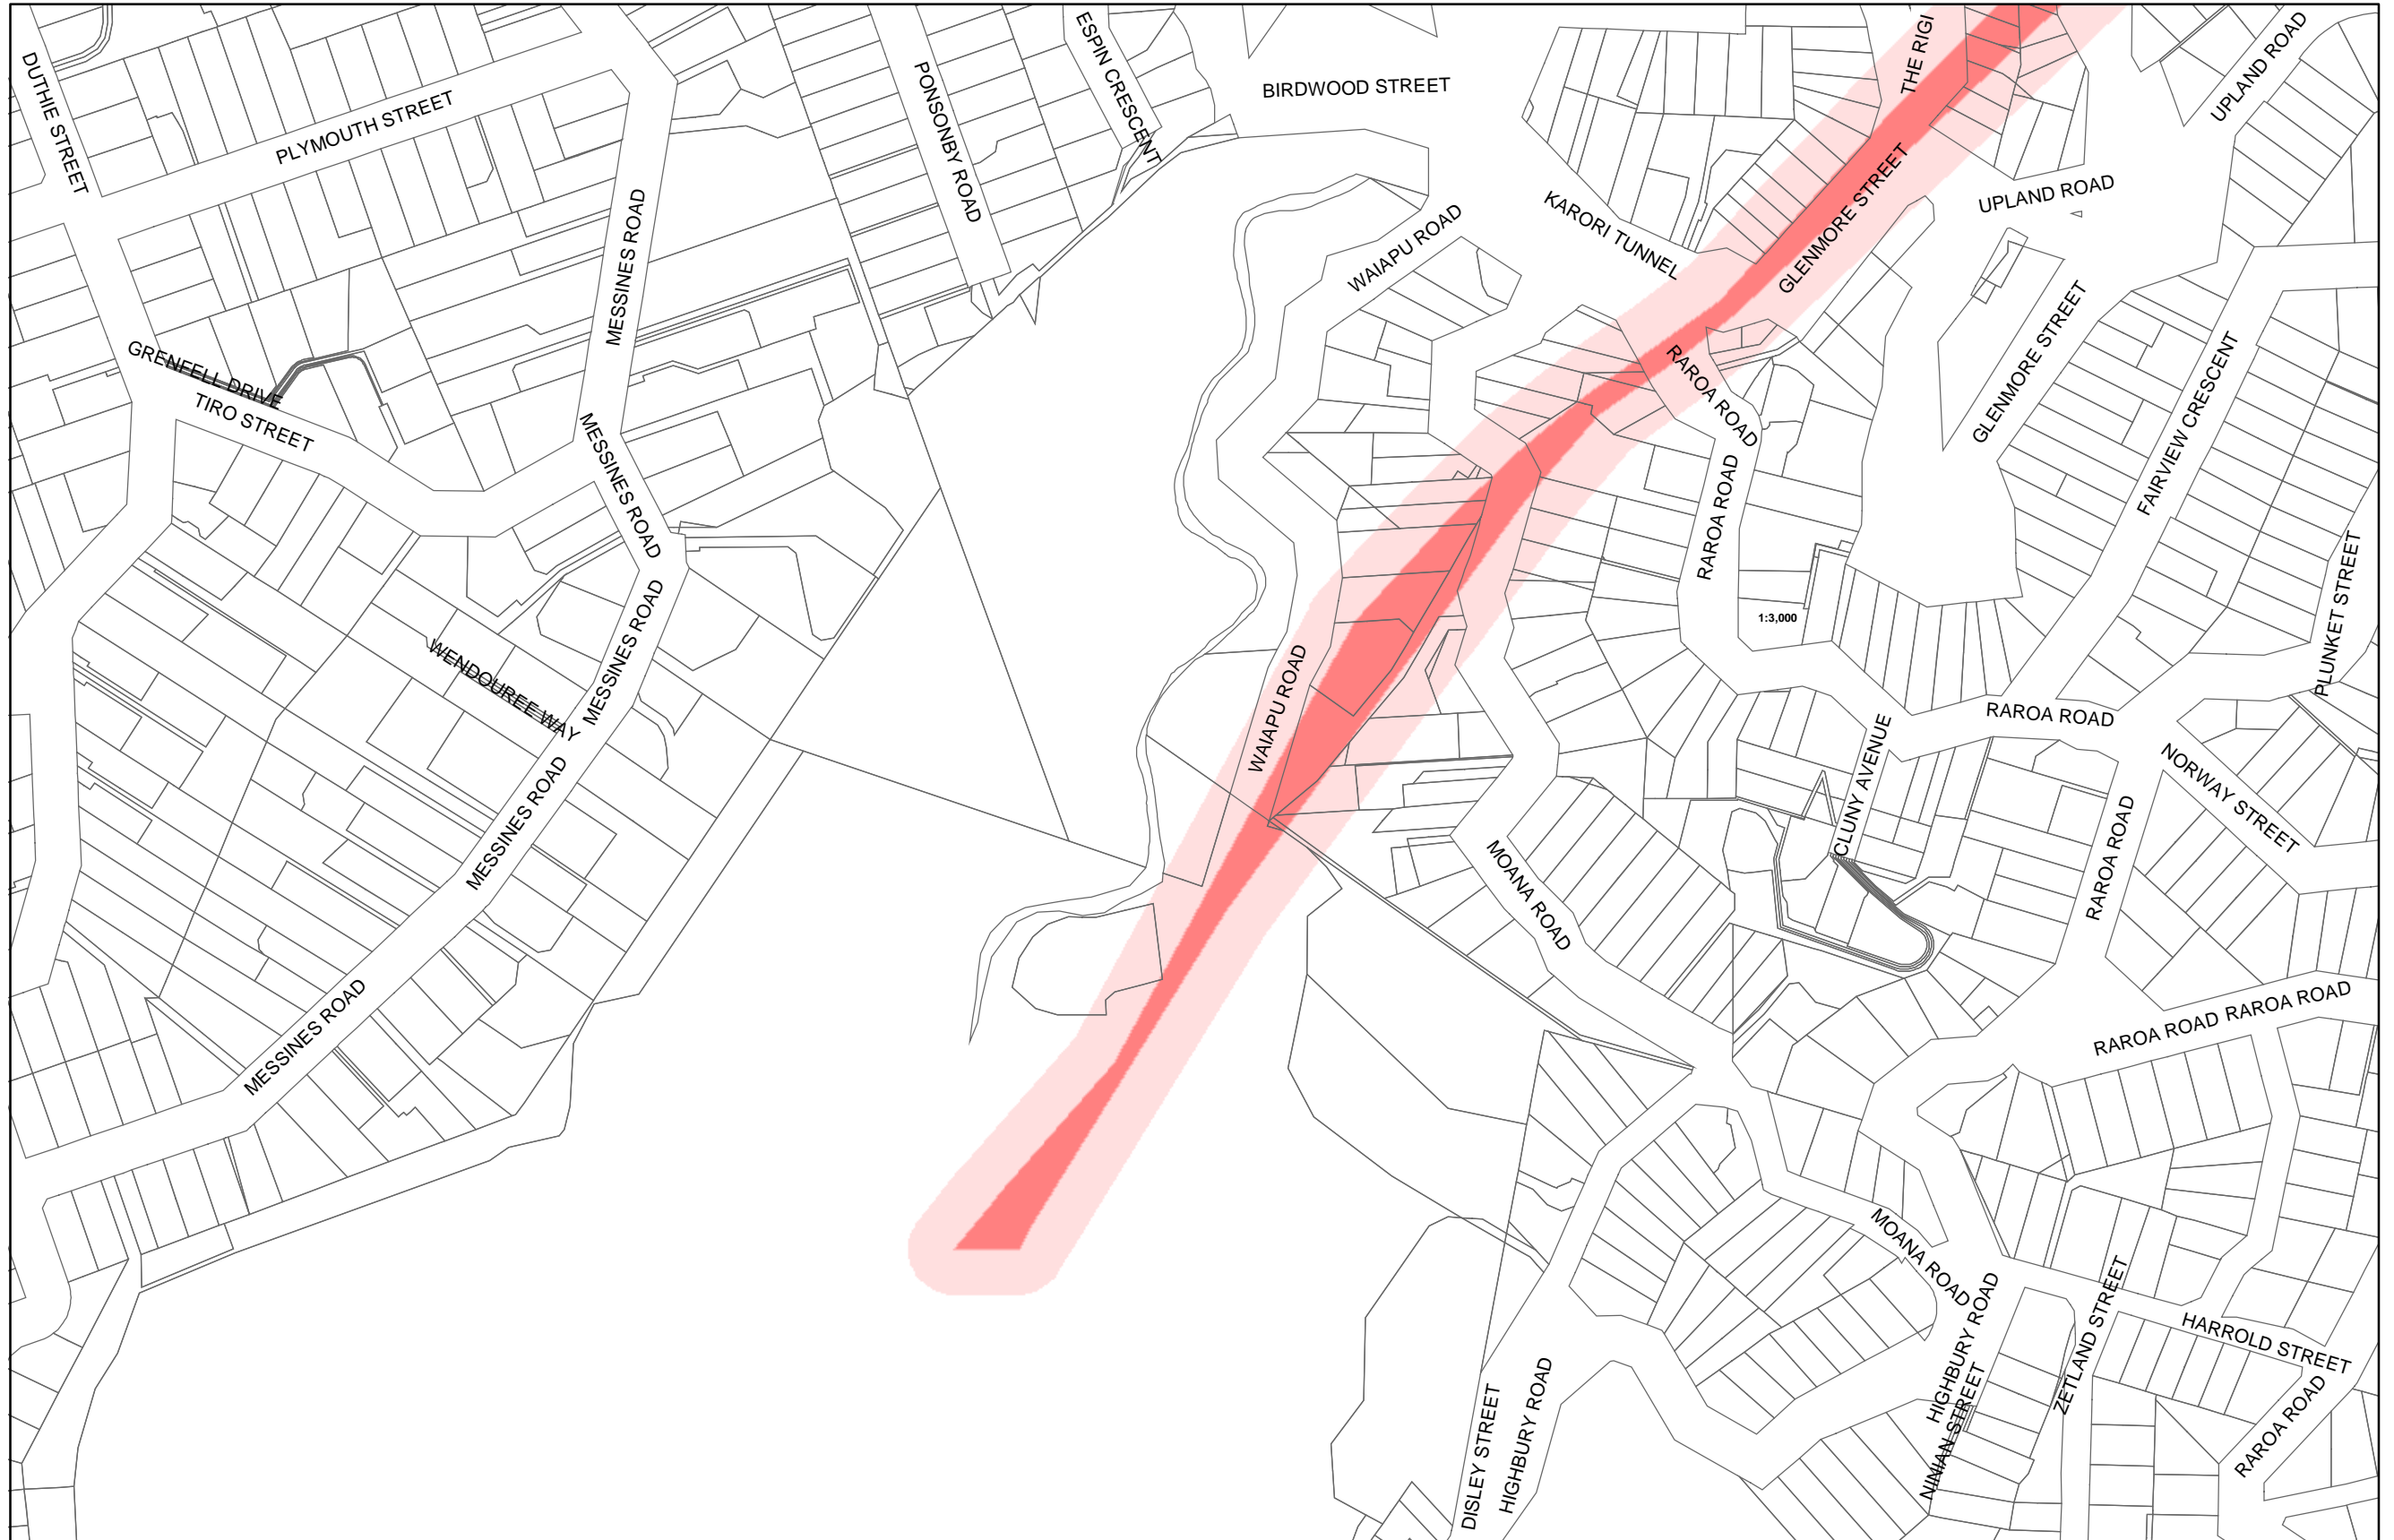 DUTHIE STREET
PLYMOUTH STREET
MESSINES ROAD
PONSONBY ROAD
ESPIN CRESCENT
BIRDWOOD STREET
THE RIGI
UPLAND ROAD
KARORI TUNNEL
GLENMORE STREET
UPLAND ROAD
WAIAPU ROAD
GRENFELL DRIVE
TIRO STREET
MESSINES ROAD
RAROA ROAD
GLENMORE STREET
FAIRVIEW CRESCENT
RAROA ROAD
PLUNKET STREET
1:3,000
WENDOUREE WAY
MESSINES ROAD
WAIAPU ROAD
RAROA ROAD
MESSINES ROAD
CLUNY AVENUE
NORWAY STREET
MOANA ROAD
RAROA ROAD
MESSINES ROAD
RAROA ROAD
RAROA ROAD
MOANA ROAD
HIGHBURY ROAD
ZETLAND STREET
HARROLD STREET
NINIAN STREET
RAROA ROAD
DISLEY STREET
HIGHBURY ROAD